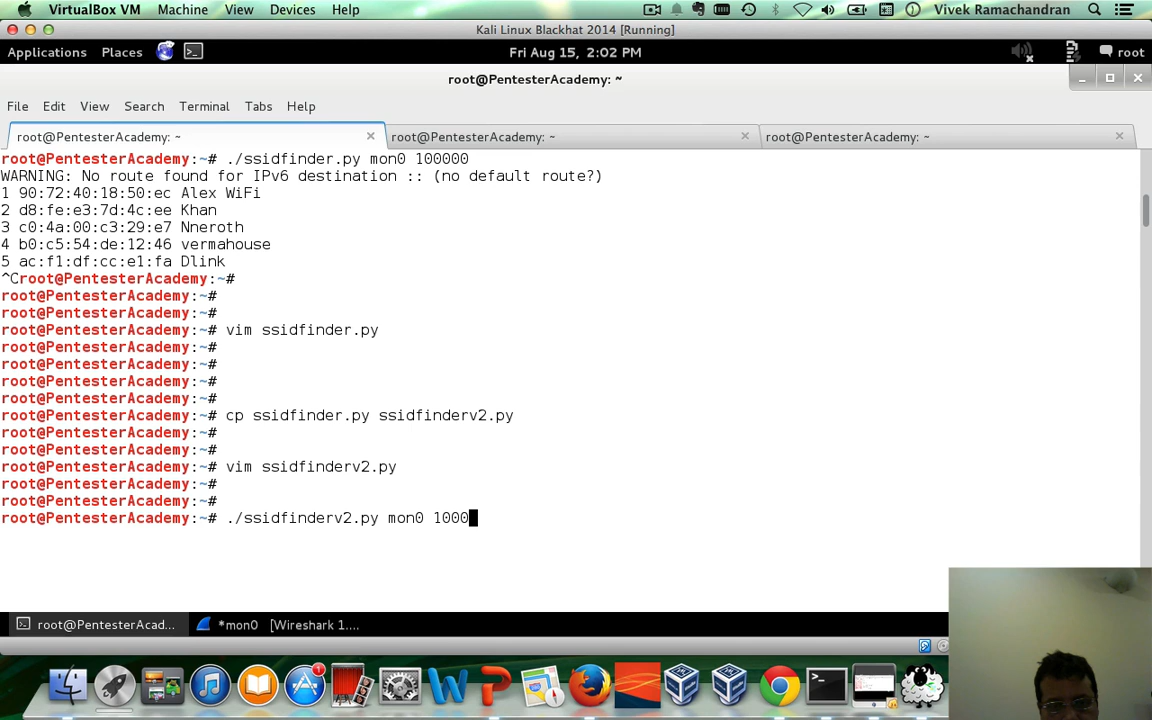 VirtualBox VM Machine View Devices Help Vivek Ramachandran
Kali Linux Blackhat 2014 [Running]
Applications Places Fri Aug 15, 2:02 PM root
root@PentesterAcademy: ~
File Edit View Search Terminal Tabs Help
root@PentesterAcademy: ~ root@PentesterAcademy: ~ root@PentesterAcademy: ~
root@PentesterAcademy:~# ./ssidfinder.py mon0 100000
WARNING: No route found for IPv6 destination :: (no default route?)
1 90:72:40:18:50:ec Alex WiFi
2 d8:fe:e3:7d:4c:ee Khan
3 c0:4a:00:c3:29:e7 Nneroth
4 b0:c5:54:de:12:46 vermahouse
5 ac:f1:df:cc:e1:fa Dlink
^Croot@PentesterAcademy:~#
root@PentesterAcademy:~#
root@PentesterAcademy:~#
root@PentesterAcademy:~# vim ssidfinder.py
root@PentesterAcademy:~#
root@PentesterAcademy:~#
root@PentesterAcademy:~#
root@PentesterAcademy:~#
root@PentesterAcademy:~# cp ssidfinder.py ssidfinderv2.py
root@PentesterAcademy:~#
root@PentesterAcademy:~#
root@PentesterAcademy:~# vim ssidfinderv2.py
root@PentesterAcademy:~#
root@PentesterAcademy:~#
root@PentesterAcademy:~# ./ssidfinderv2.py mon0 1000
root@PentesterAcad... *mon0 [Wireshark 1....